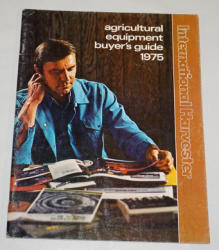 agricultural
equipment
buyer's guide
1975
International Harvester